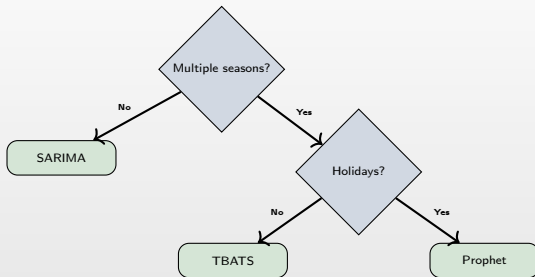 Multiple seasons?
No
Yes
SARIMA
Holidays?
No
Yes
TBATS
Prophet